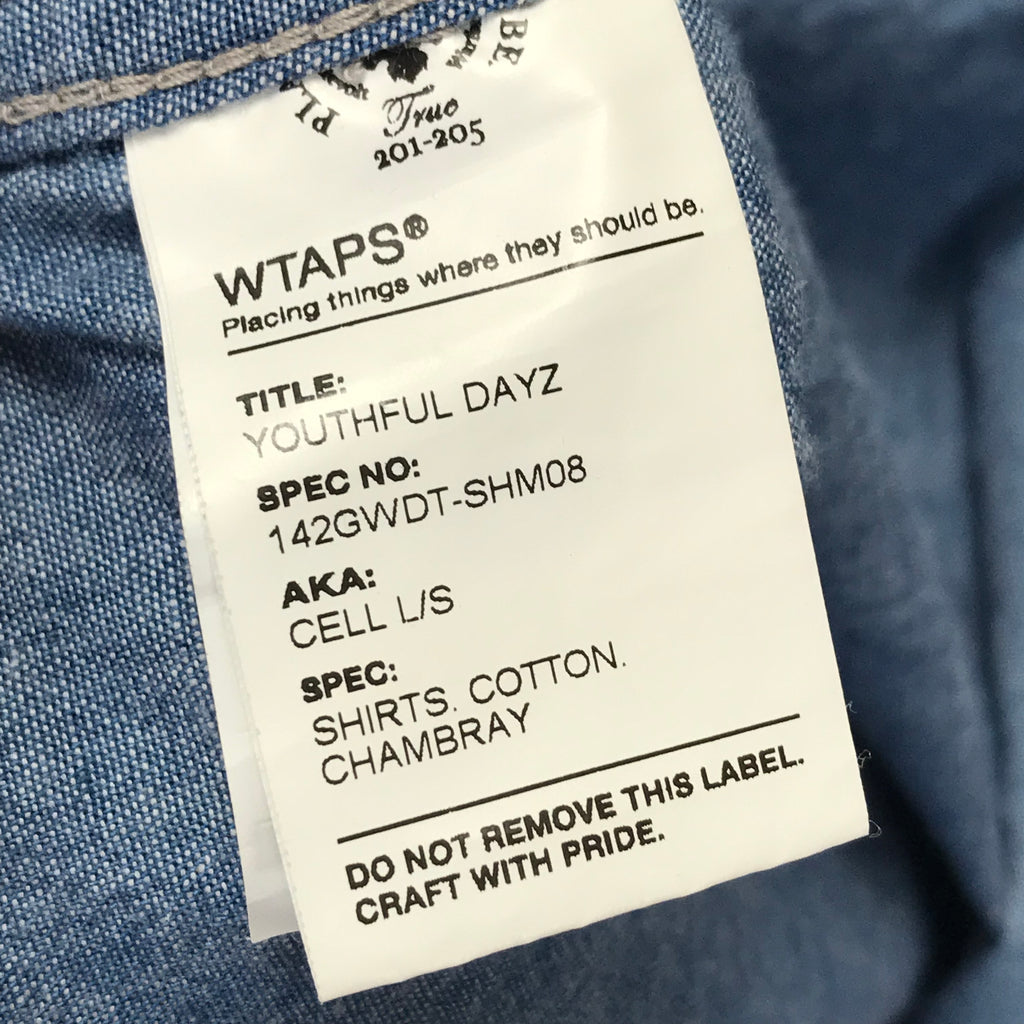 BE.
True
201-205
WTAPS®
Placing things where they should be.
TITLE:
YOUTHFUL DAYZ
SPEC NO:
142GWDT-SHM08
AKA:
CELL L/S
SPEC:
SHIRTS. COTTON.
CHAMBRAY
DO NOT REMOVE THIS LABEL.
CRAFT WITH PRIDE.